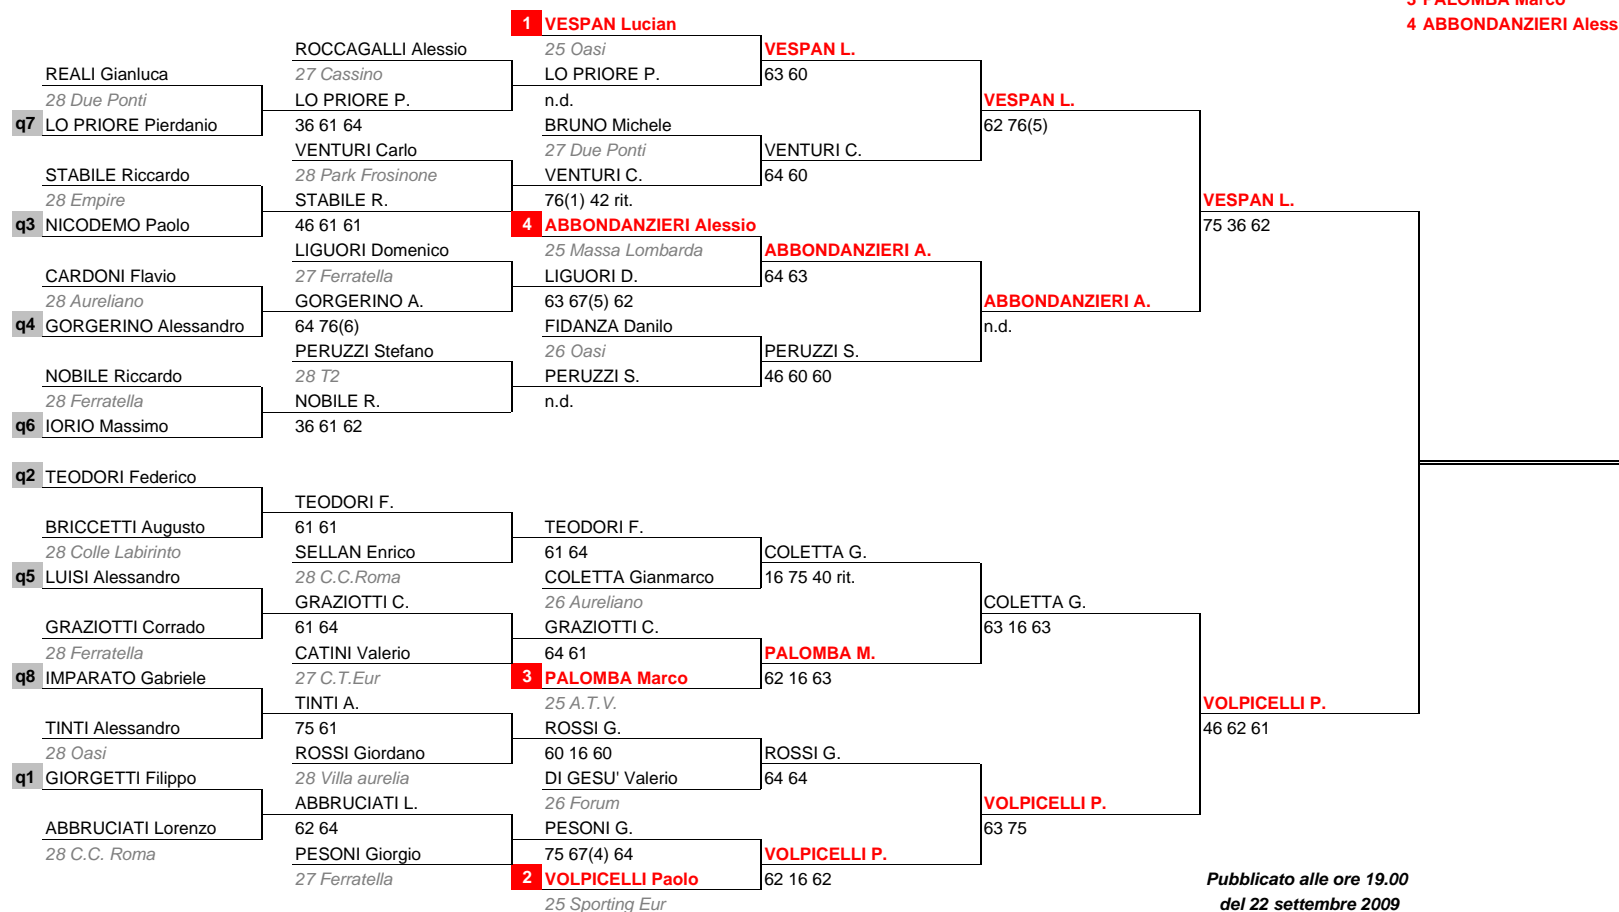 3 PALOMBA Marco
1 VESPAN Lucian
4 ABBONDANZIERI Aless
ROCCAGALLI Alessio
25 Oasi
VESPAN L.
REALI Gianluca
27 Cassino
LO PRIORE P.
63 60
28 Due Ponti
LO PRIORE P.
n.d.
VESPAN L.
q7 LO PRIORE Pierdanio
36 61 64
BRUNO Michele
62 76(5)
VENTURI Carlo
27 Due Ponti
VENTURI C.
STABILE Riccardo
28 Park Frosinone
VENTURI C.
64 60
28 Empire
STABILE R.
76(1) 42 rit.
VESPAN L.
q3 NICODEMO Paolo
46 61 61
4 ABBONDANZIERI Alessio
75 36 62
LIGUORI Domenico
25 Massa Lombarda
ABBONDANZIERI A.
CARDONI Flavio
27 Ferratella
LIGUORI D.
64 63
28 Aureliano
GORGERINO A.
63 67(5) 62
ABBONDANZIERI A.
q4 GORGERINO Alessandro
64 76(6)
FIDANZA Danilo
n.d.
PERUZZI Stefano
26 Oasi
PERUZZI S.
NOBILE Riccardo
28 T2
PERUZZI S.
46 60 60
28 Ferratella
NOBILE R.
n.d.
q6 IORIO Massimo
36 61 62
q2 TEODORI Federico
TEODORI F.
BRICCETTI Augusto
61 61
TEODORI F.
28 Colle Labirinto
SELLAN Enrico
61 64
COLETTA G.
q5 LUISI Alessandro
28 C.C.Roma
COLETTA Gianmarco
16 75 40 rit.
GRAZIOTTI C.
26 Aureliano
COLETTA G.
GRAZIOTTI Corrado
61 64
GRAZIOTTI C.
63 16 63
28 Ferratella
CATINI Valerio
64 61
PALOMBA M.
q8 IMPARATO Gabriele
27 C.T.Eur
3 PALOMBA Marco
62 16 63
TINTI A.
25 A.T.V.
VOLPICELLI P.
TINTI Alessandro
75 61
ROSSI G.
46 62 61
28 Oasi
ROSSI Giordano
60 16 60
ROSSI G.
q1 GIORGETTI Filippo
28 Villa aurelia
DI GESU' Valerio
64 64
ABBRUCIATI L.
26 Forum
VOLPICELLI P.
ABBRUCIATI Lorenzo
62 64
PESONI G.
63 75
28 C.C. Roma
PESONI Giorgio
75 67(4) 64
VOLPICELLI P.
27 Ferratella
2 VOLPICELLI Paolo
62 16 62
Pubblicato alle ore 19.00
25 Sporting Eur
del 22 settembre 2009